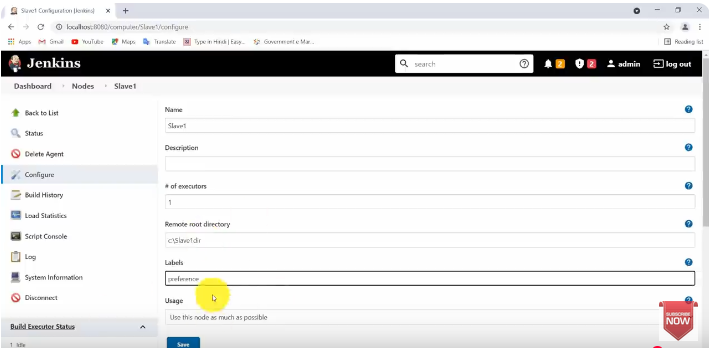 Slave1 Configuration [Jenkins]
localhost:8080/computer/Slave1/configure
Apps Gmail YouTube Maps Translate Type in Hindi | Easy... Government e Mar... Reading list
Jenkins search 2 2 admin log out
Dashboard Nodes Slave1
Back to List
Status
Delete Agent
Configure
Build History
Load Statistics
Script Console
Log
System Information
Disconnect
Build Executor Status
1 Idle
Name
Slave1
Description
# of executors
1
Remote root directory
c:\Slave1dir
Labels
preference
Usage
Use this node as much as possible
Save
SUBSCRIBE
NOW